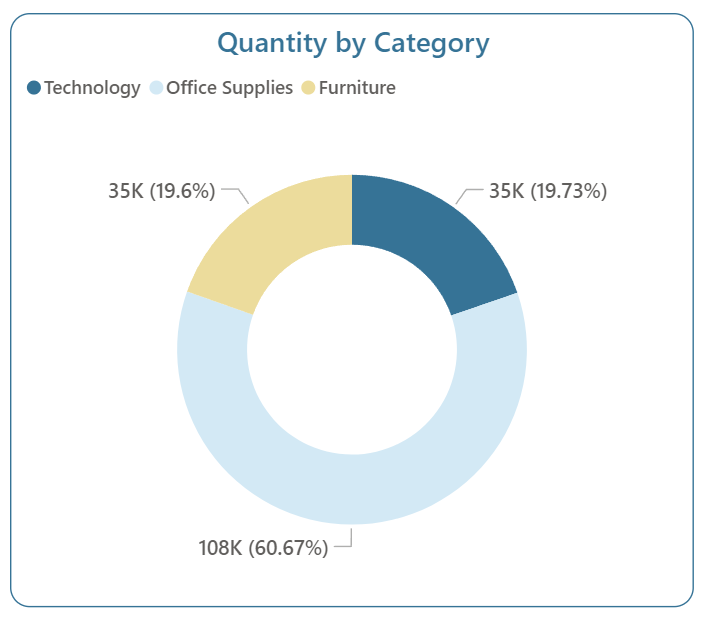 Quantity by Category
Technology Office Supplies Furniture
35K (19.6%) 35K (19.73%)
108K (60.67%)